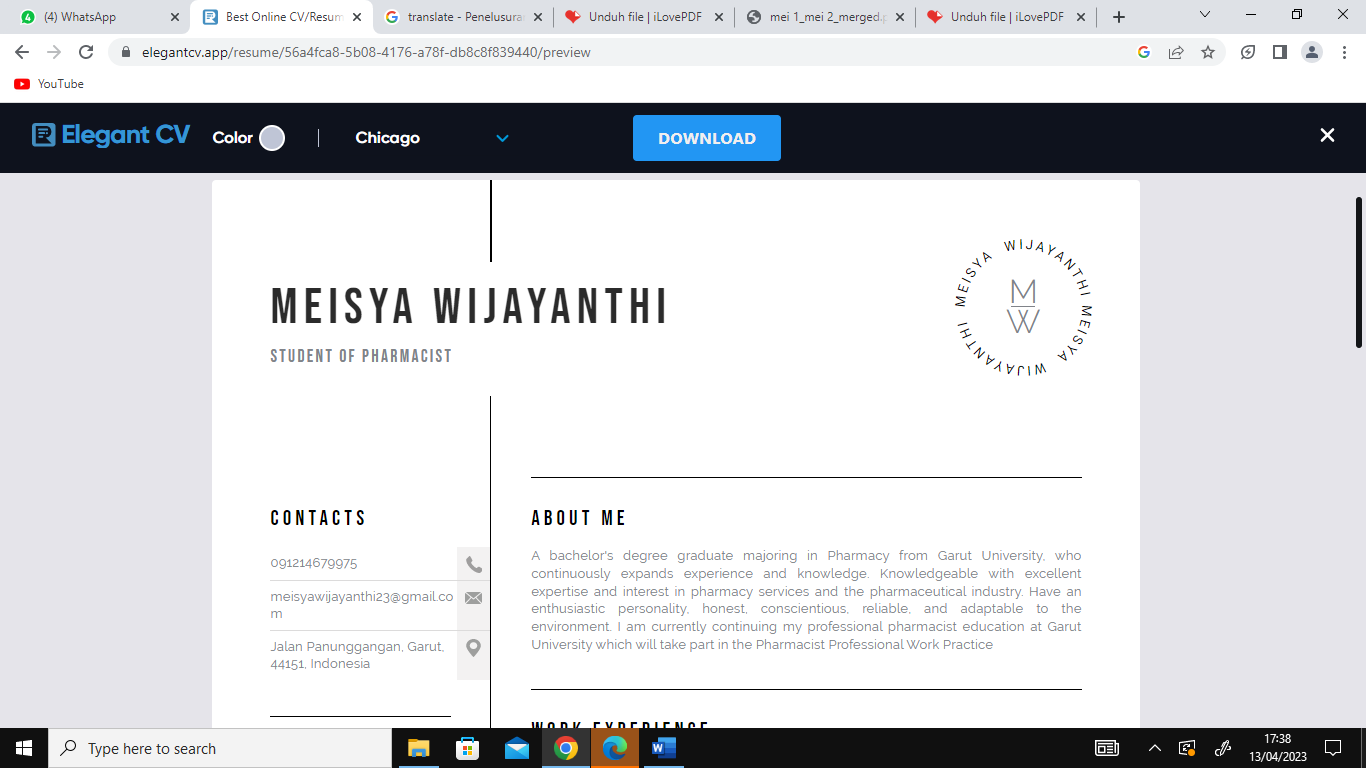 (4) WhatsApp
Best Online CV/Resum
translate - Penelusura
Unduh file | iLovePDF
mei 1_mei 2_merged.p
Unduh file | iLovePDF
elegantcv.app/resume/56a4fca8-5b08-4176-a78f-db8c8f839440/preview
YouTube
Elegant CV
Color
Chicago
DOWNLOAD
MEISYA WIJAYANTHI
STUDENT OF PHARMACIST
MEISYA WIJAYANTHI MEISYA WIJAYANTHI
M
W
CONTACTS
091214679975
meisyawijayanthi23@gmail.co
m
Jalan Panunggangan, Garut,
44151, Indonesia
ABOUT ME
A bachelor's degree graduate majoring in Pharmacy from Garut University, who
continuously expands experience and knowledge. Knowledgeable with excellent
expertise and interest in pharmacy services and the pharmaceutical industry. Have an
enthusiastic personality, honest, conscientious, reliable, and adaptable to the
environment. I am currently continuing my professional pharmacist education at Garut
University which will take part in the Pharmacist Professional Work Practice
WORK EXPERIENCE
Type here to search
17:38
13/04/2023